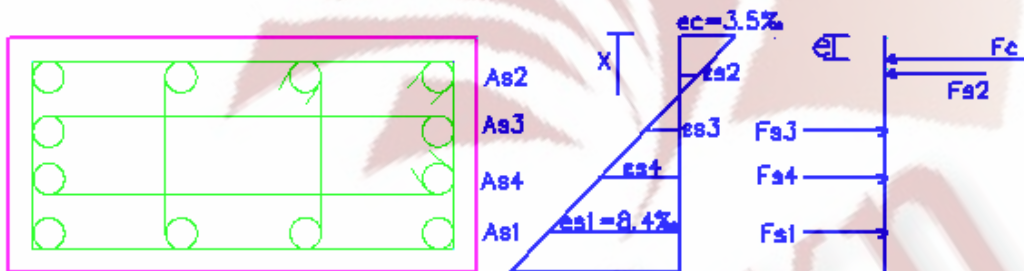 ec=3.5‰
X
e
Fc
As2
es2
Fs2
As3
es3
Fs3
As4
es4
Fs4
As1
es1=8.4‰
Fs1